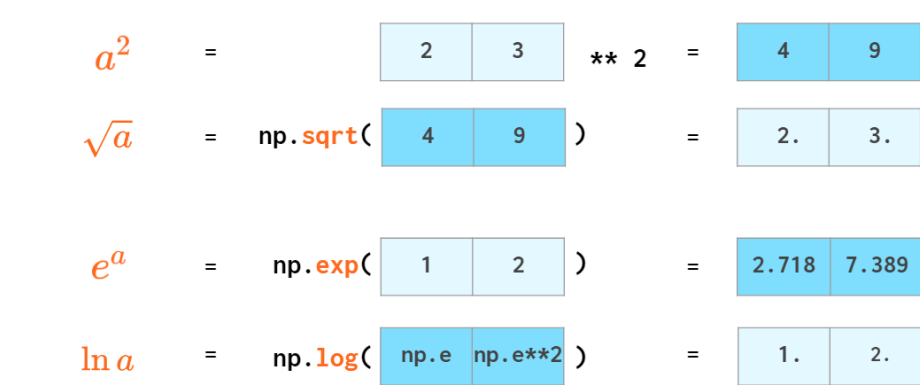 a² = 2 3 ** 2 = 4 9
√a = np.sqrt( 4 9 ) = 2. 3.
eᵃ = np.exp( 1 2 ) = 2.718 7.389
ln a = np.log( np.e np.e**2 ) = 1. 2.